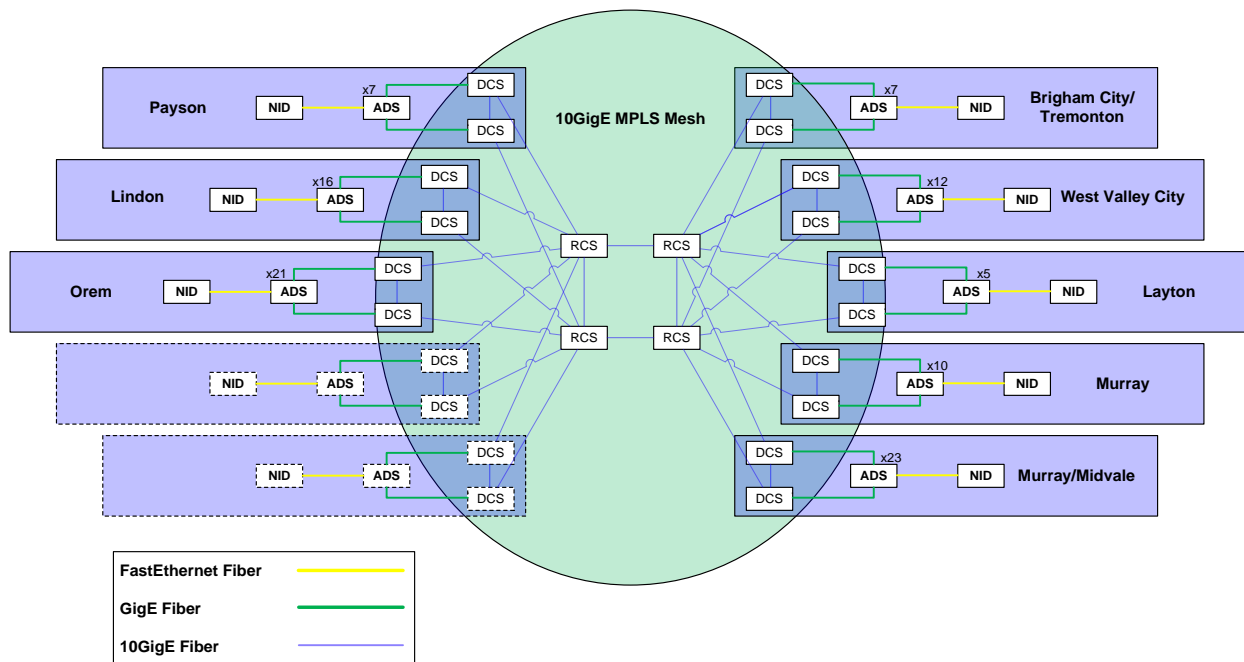 DCS
x7
Payson
NID
ADS
DCS
10GigE MPLS Mesh
DCS
x7
ADS
NID
Brigham City/
Tremonton
DCS
DCS
x16
Lindon
NID
ADS
DCS
DCS
x12
ADS
NID
West Valley City
DCS
RCS
RCS
DCS
x21
Orem
NID
ADS
DCS
DCS
x5
ADS
NID
Layton
DCS
RCS
RCS
DCS
NID
ADS
DCS
DCS
x10
ADS
NID
Murray
DCS
DCS
NID
ADS
DCS
DCS
x23
ADS
NID
Murray/Midvale
DCS
FastEthernet Fiber
GigE Fiber
10GigE Fiber